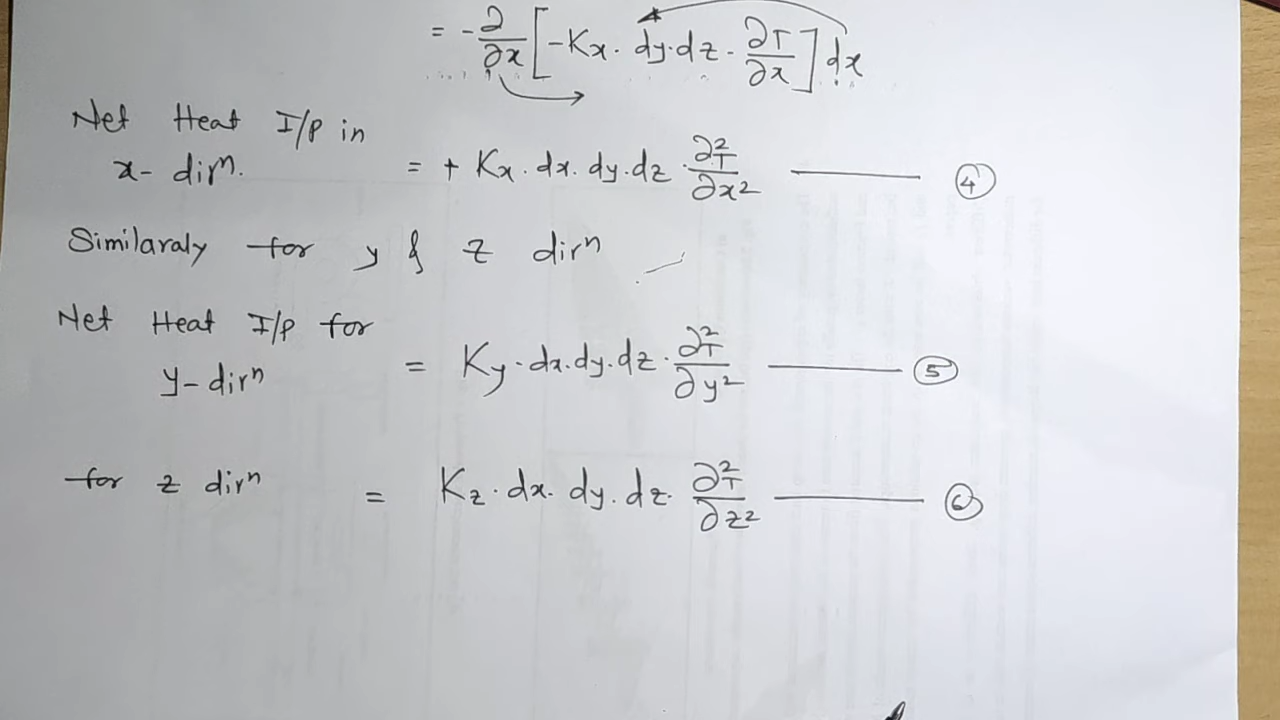 = - ∂/∂x [ -Kx. dy.dz. ∂T/∂x ] dx
Net Heat I/P in
x- dirⁿ. = + Kx. dx. dy.dz. ∂²T/∂x² ——— ④
Similaraly for y & z dirⁿ
Net Heat I/P for
y-dirⁿ = Ky. dx.dy.dz. ∂²T/∂y² ——— ⑤
for z dirⁿ = Kz. dx. dy. dz. ∂²T/∂z² ——— ⑥